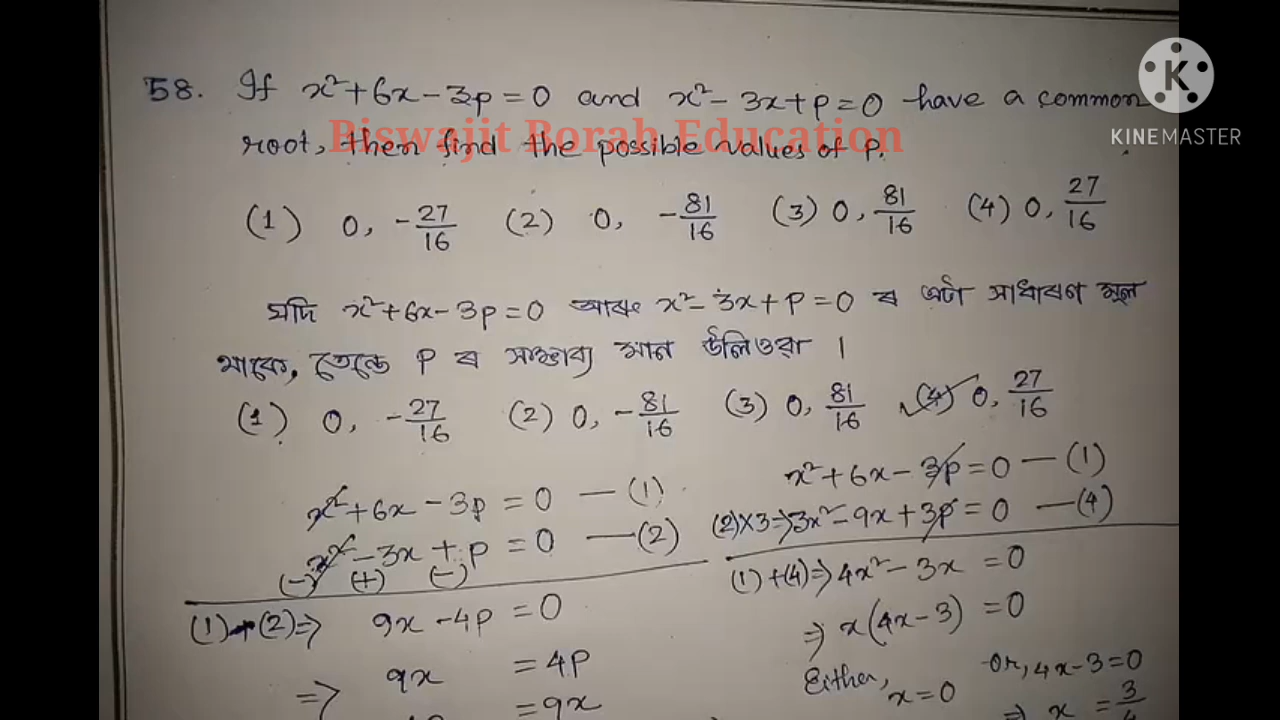 58. If x²+6x-3p=0 and x²-3x+p=0 have a common
root, then find the possible values of p.
Biswajit Borah Education
KINEMASTER
(1) 0, -27/16 (2) 0, -81/16 (3) 0, 81/16 (4) 0, 27/16
যদি x²+6x-3p=0 আৰু x²-3x+p=0 ৰ এটা সাধাৰণ মূল
থাকে, তেন্তে p ৰ সম্ভাব্য মান উলিওৱা ।
(1) 0, -27/16 (2) 0, -81/16 (3) 0, 81/16 (4) 0, 27/16
x²+6x-3p=0 —(1)
x²-3x+p=0 —(2)
(-) (+) (-)
(1)-(2)⇒ 9x-4p=0
⇒ 9x =4p
=9x
x²+6x-3p=0 —(1)
(2)×3⇒3x²-9x+3p=0 —(4)
(1)+(4)⇒4x²-3x=0
⇒ x(4x-3)=0
Either, x=0 or, 4x-3=0
⇒ x = 3/4